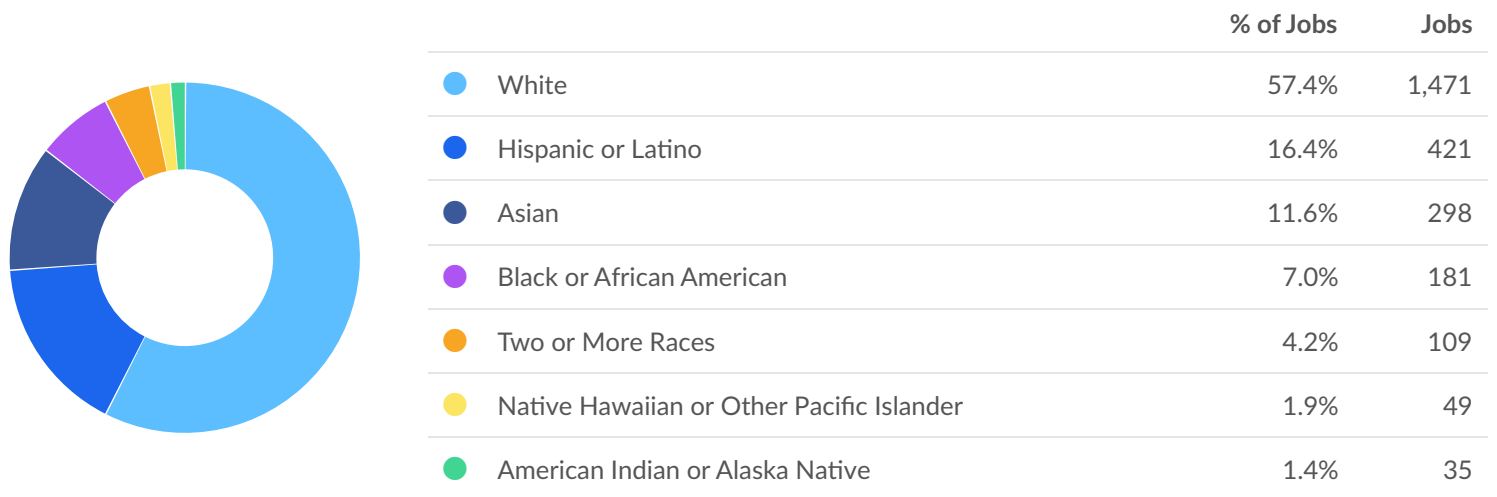 % of Jobs Jobs
White 57.4% 1,471
Hispanic or Latino 16.4% 421
Asian 11.6% 298
Black or African American 7.0% 181
Two or More Races 4.2% 109
Native Hawaiian or Other Pacific Islander 1.9% 49
American Indian or Alaska Native 1.4% 35